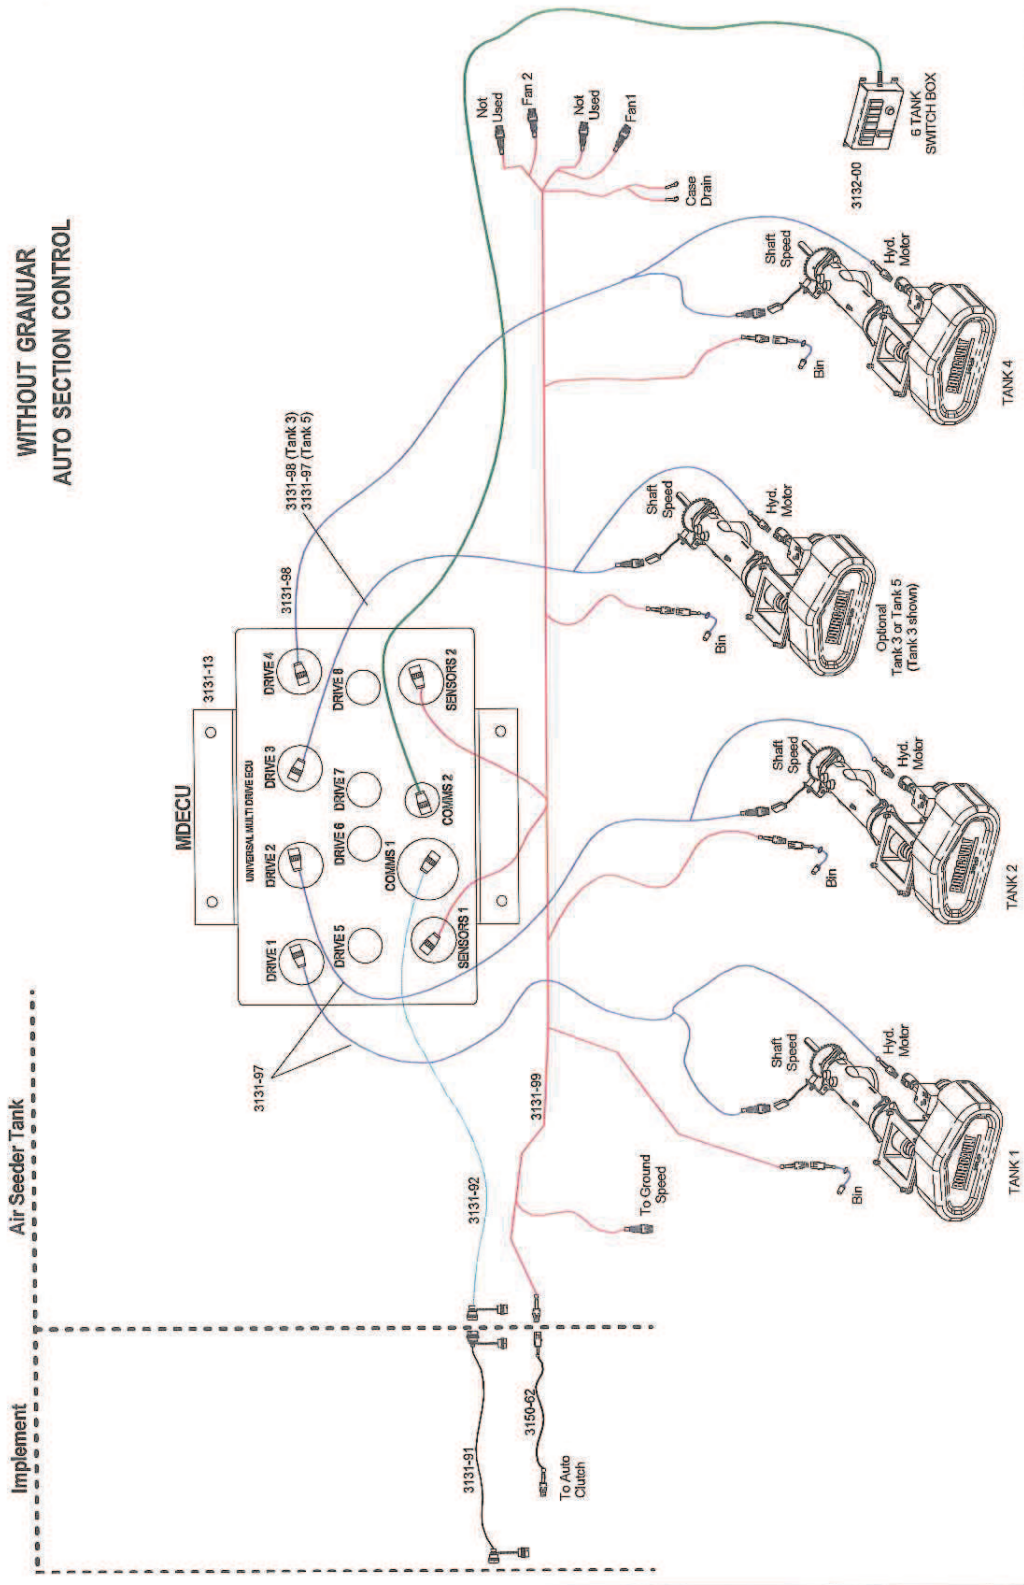 WITHOUT GRANUAR
AUTO SECTION CONTROL
Implement
Air Seeder Tank
MDECU
3131-13
UNIVERSAL MULTI DRIVE ECU
DRIVE 1
DRIVE 2
DRIVE 3
DRIVE 4
DRIVE 5
DRIVE 6
DRIVE 7
DRIVE 8
SENSORS 1
COMMS 1
COMMS 2
SENSORS 2
3131-97
3131-98
3131-98 (Tank 3)
3131-97 (Tank 5)
3131-91
3131-92
3150-62
3131-99
To Auto
Clutch
To Ground
Speed
Not
Used
Fan 2
Not
Used
Fan1
Case
Drain
3132-00
6 TANK
SWITCH BOX
Bin
Shaft
Speed
Hyd.
Motor
BOURGAULT
TANK 1
Bin
Shaft
Speed
Hyd.
Motor
BOURGAULT
TANK 2
Bin
Shaft
Speed
Hyd.
Motor
BOURGAULT
Optional
Tank 3 or Tank 5
(Tank 3 shown)
Bin
Shaft
Speed
Hyd.
Motor
BOURGAULT
TANK 4